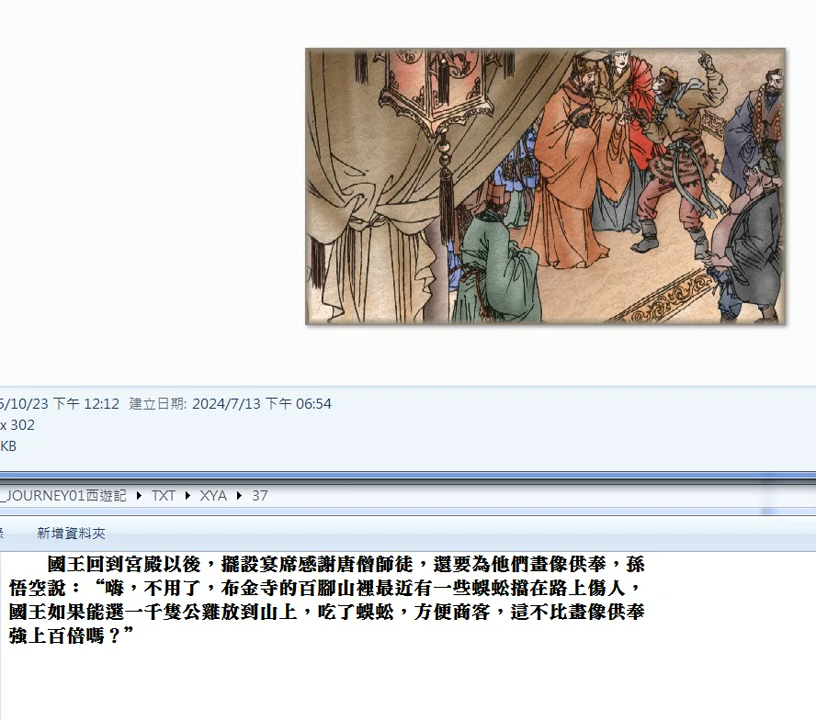 5/10/23 下午 12:12 建立日期: 2024/7/13 下午 06:54
x 302
KB
_JOURNEY01西遊記 ▸ TXT ▸ XYA ▸ 37
新增資料夾
國王回到宮殿以後，擺設宴席感謝唐僧師徒，還要為他們畫像供奉，孫
悟空說：“嗨，不用了，布金寺的百腳山裡最近有一些蜈蚣擋在路上傷人，
國王如果能選一千隻公雞放到山上，吃了蜈蚣，方便商客，這不比畫像供奉
強上百倍嗎？”